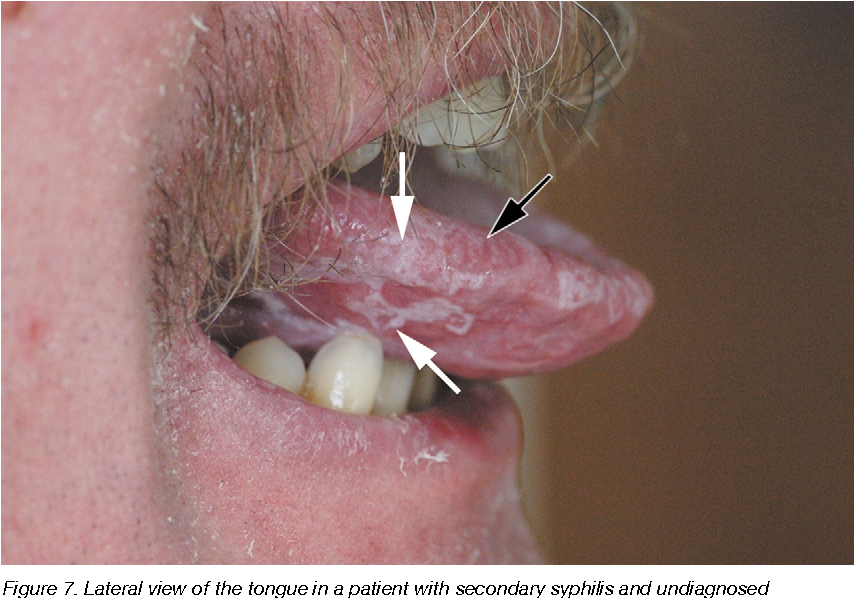 Figure 7. Lateral view of the tongue in a patient with secondary syphilis and undiagnosed